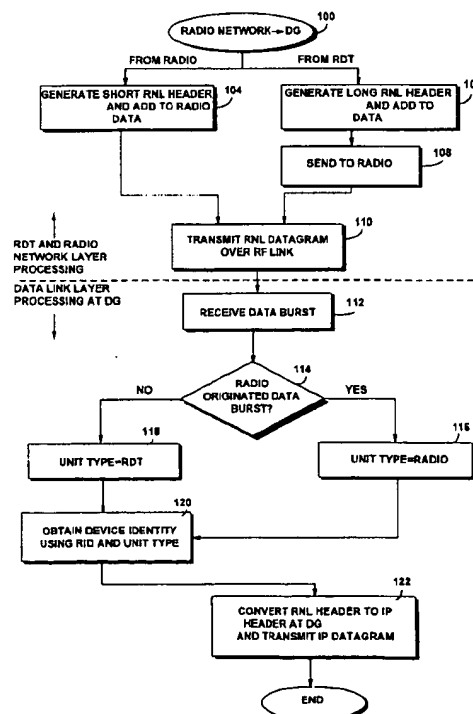 RADIO NETWORK→DG
100
FROM RADIO
FROM RDT
GENERATE SHORT RNL HEADER
AND ADD TO RADIO
DATA
104
GENERATE LONG RNL HEADER
AND ADD TO
DATA
10
SEND TO RADIO
108
TRANSMIT RNL DATAGRAM
OVER RF LINK
110
RDT AND RADIO
NETWORK LAYER
PROCESSING
DATA LINK LAYER
PROCESSING AT DG
RECEIVE DATA BURST
112
RADIO
ORIGINATED DATA
BURST?
114
NO
YES
UNIT TYPE=RDT
118
UNIT TYPE=RADIO
116
OBTAIN DEVICE IDENTITY
USING RID AND UNIT TYPE
120
CONVERT RNL HEADER TO IP
HEADER AT DG
AND TRANSMIT IP DATAGRAM
122
END